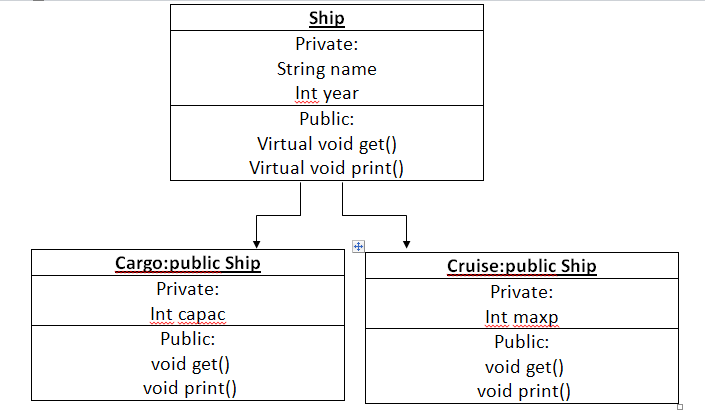 Ship
Private:
String name
Int year
Public:
Virtual void get()
Virtual void print()
Cargo:public Ship
Private:
Int capac
Public:
void get()
void print()
Cruise:public Ship
Private:
Int maxp
Public:
void get()
void print()